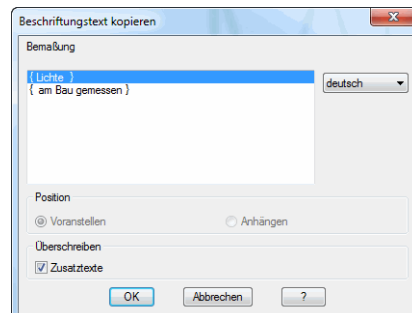 Beschriftungstext kopieren
Bemaßung
{ Lichte }
{ am Bau gemessen }
deutsch
Position
Voranstellen
Anhängen
Überschreiben
Zusatztexte
OK
Abbrechen
?